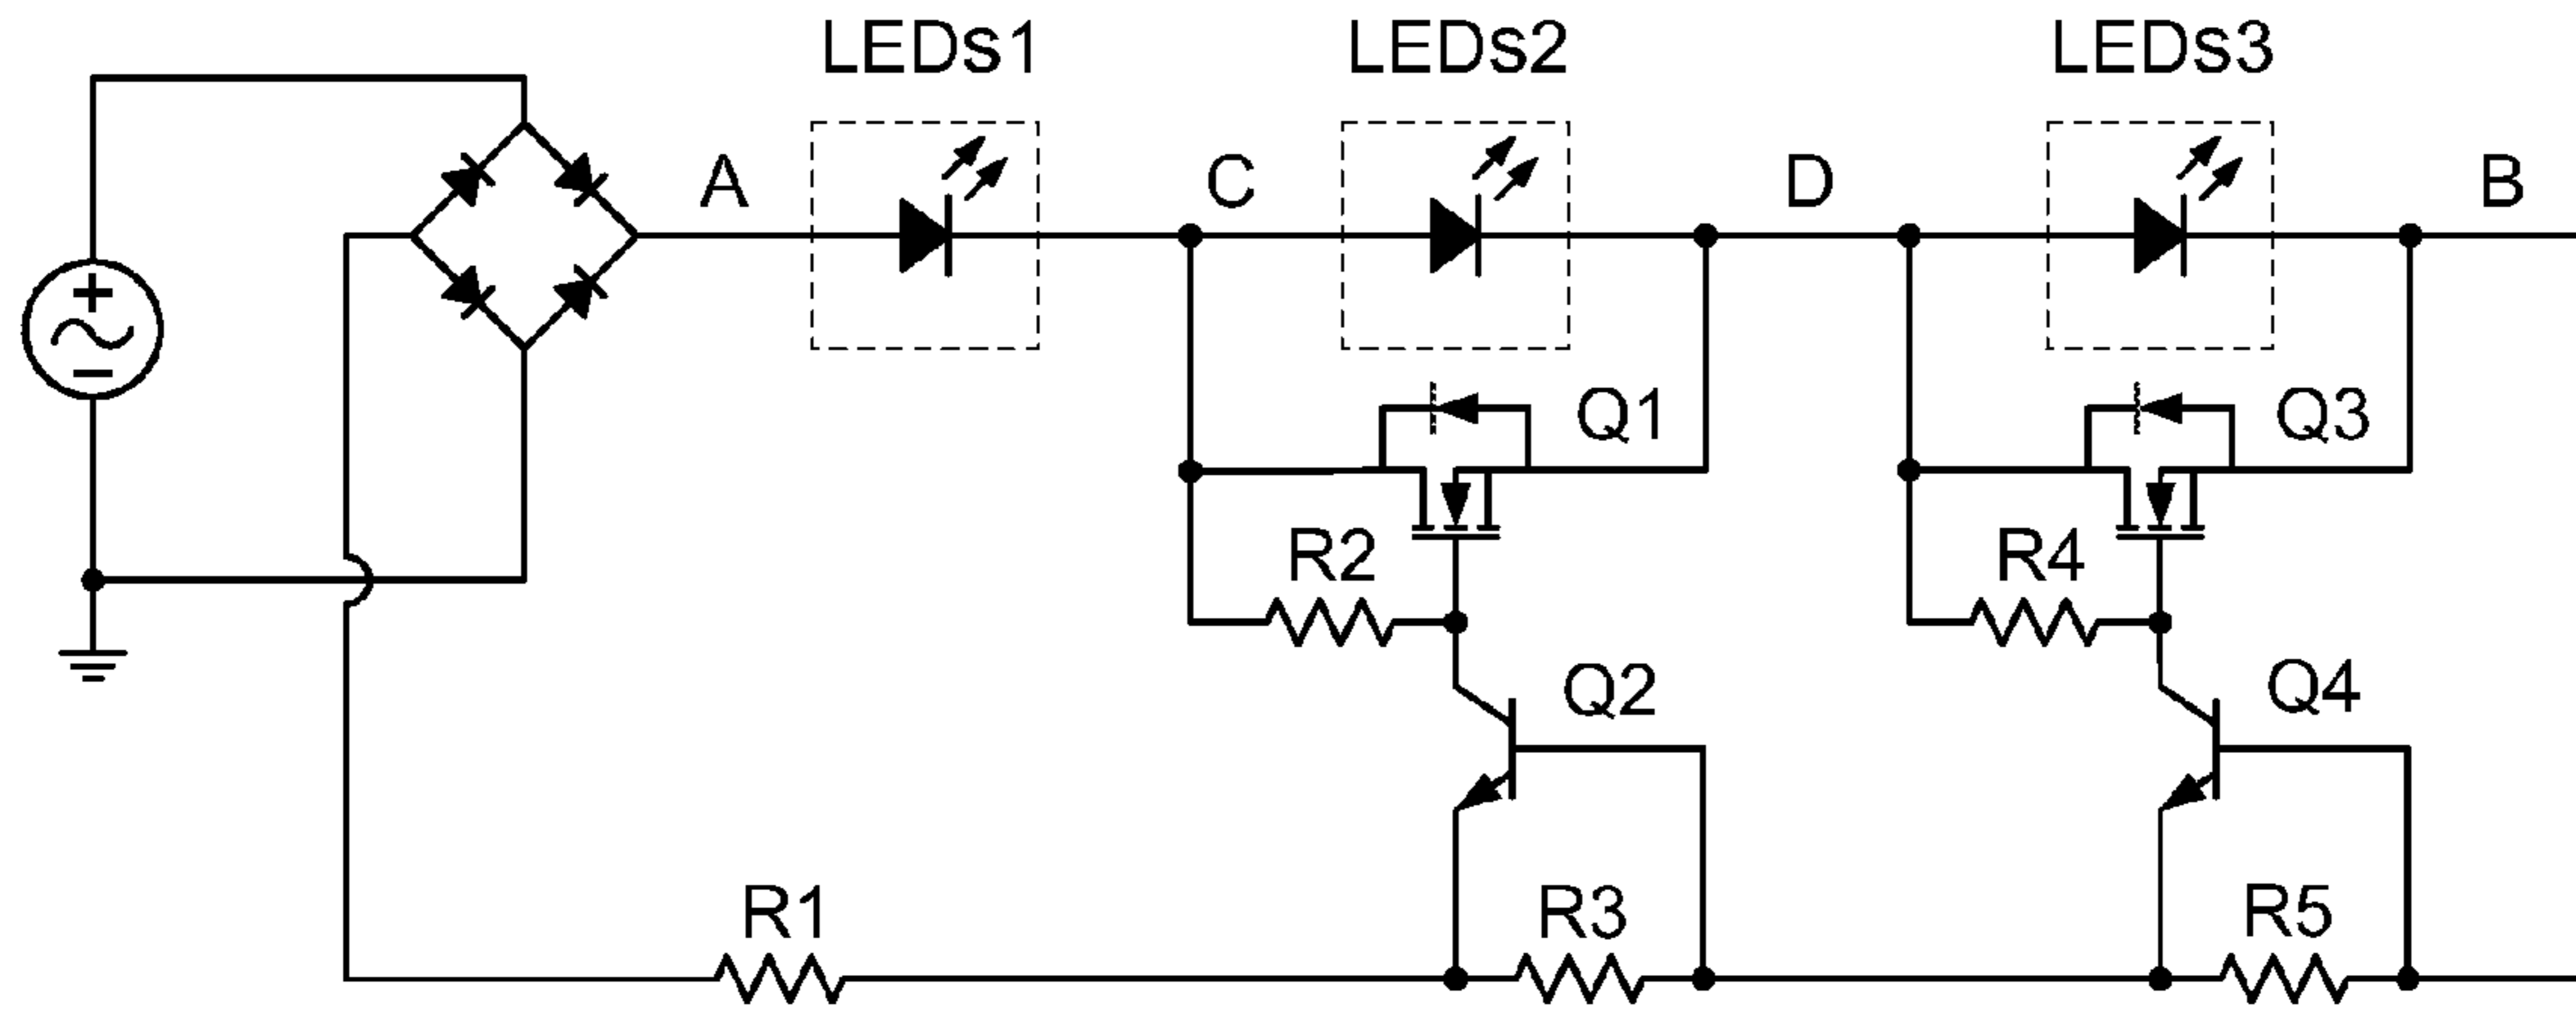 LEDs1 LEDs2 LEDs3
A C D B
+
−
Q1 Q3
R2 R4
Q2 Q4
R1 R3 R5